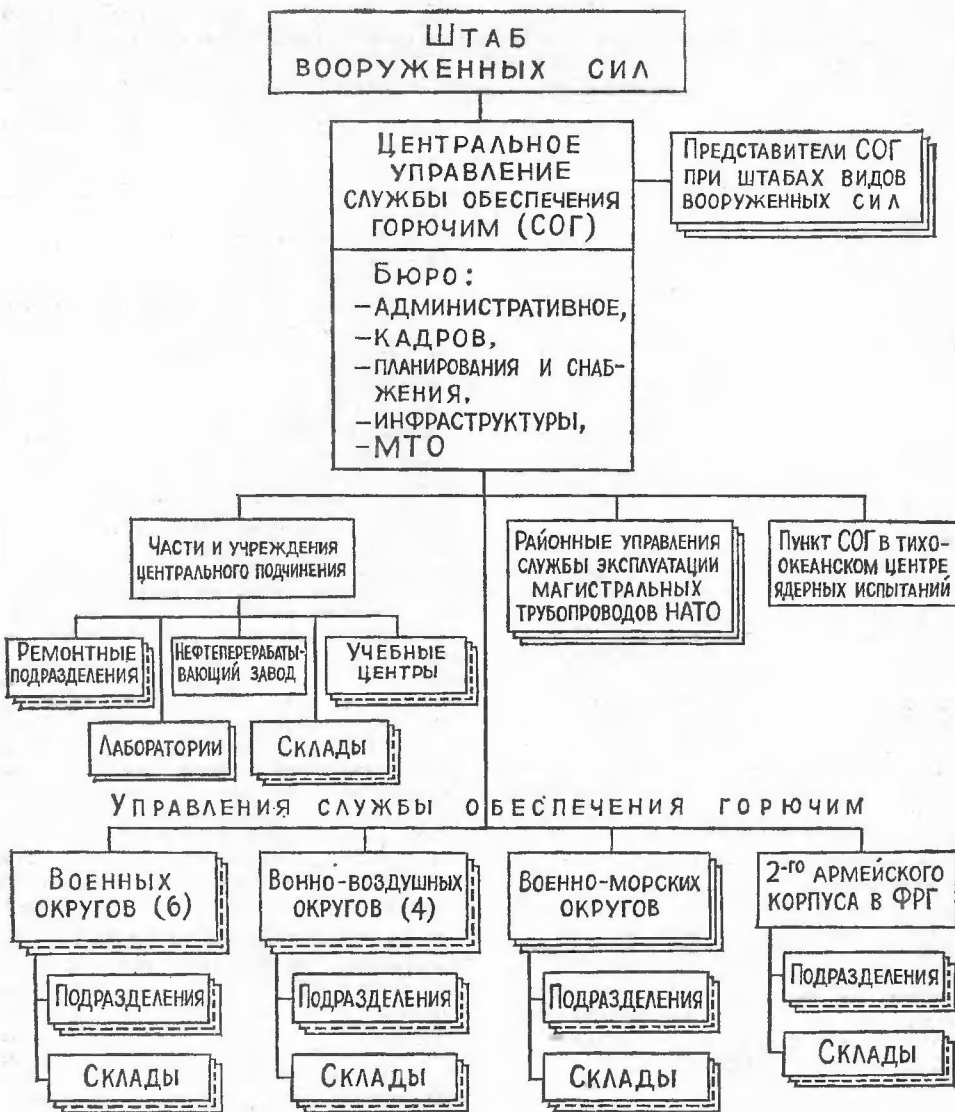 ШТАБ
ВООРУЖЕННЫХ СИЛ
ЦЕНТРАЛЬНОЕ
УПРАВЛЕНИЕ
СЛУЖБЫ ОБЕСПЕЧЕНИЯ
ГОРЮЧИМ (СОГ)
ПРЕДСТАВИТЕЛИ СОГ
ПРИ ШТАБАХ ВИДОВ
ВООРУЖЕННЫХ СИЛ
БЮРО:
–АДМИНИСТРАТИВНОЕ,
–КАДРОВ,
–ПЛАНИРОВАНИЯ И СНАБ-
ЖЕНИЯ,
–ИНФРАСТРУКТУРЫ,
–МТО
ЧАСТИ И УЧРЕЖДЕНИЯ
ЦЕНТРАЛЬНОГО ПОДЧИНЕНИЯ
РАЙОННЫЕ УПРАВЛЕНИЯ
СЛУЖБЫ ЭКСПЛУАТАЦИИ
МАГИСТРАЛЬНЫХ
ТРУБОПРОВОДОВ НАТО
ПУНКТ СОГ В ТИХО-
ОКЕАНСКОМ ЦЕНТРЕ
ЯДЕРНЫХ ИСПЫТАНИЙ
РЕМОНТНЫЕ
ПОДРАЗДЕЛЕНИЯ
НЕФТЕПЕРЕРАБАТЫ-
ВАЮЩИЙ ЗАВОД
УЧЕБНЫЕ
ЦЕНТРЫ
ЛАБОРАТОРИИ
СКЛАДЫ
УПРАВЛЕНИЯ СЛУЖБЫ ОБЕСПЕЧЕНИЯ ГОРЮЧИМ
ВОЕННЫХ
ОКРУГОВ (6)
ВОННО-ВОЗДУШНЫХ
ОКРУГОВ (4)
ВОЕННО-МОРСКИХ
ОКРУГОВ
2-ГО АРМЕЙСКОГО
КОРПУСА В ФРГ
ПОДРАЗДЕЛЕНИЯ
ПОДРАЗДЕЛЕНИЯ
ПОДРАЗДЕЛЕНИЯ
ПОДРАЗДЕЛЕНИЯ
СКЛАДЫ
СКЛАДЫ
СКЛАДЫ
СКЛАДЫ